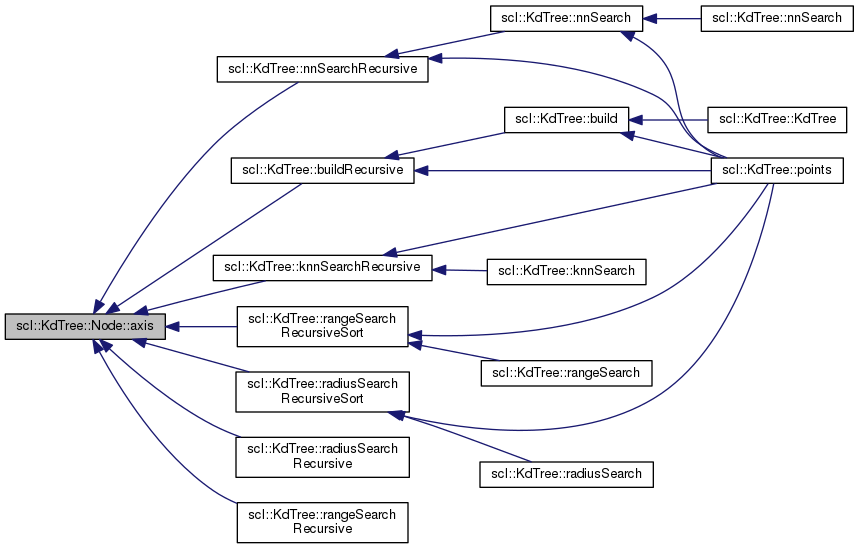 scl::KdTree::nnSearch
scl::KdTree::nnSearch
scl::KdTree::nnSearchRecursive
scl::KdTree::build
scl::KdTree::KdTree
scl::KdTree::buildRecursive
scl::KdTree::points
scl::KdTree::knnSearchRecursive
scl::KdTree::knnSearch
scl::KdTree::Node::axis
scl::KdTree::rangeSearch
RecursiveSort
scl::KdTree::rangeSearch
scl::KdTree::radiusSearch
RecursiveSort
scl::KdTree::radiusSearch
Recursive
scl::KdTree::radiusSearch
scl::KdTree::rangeSearch
Recursive